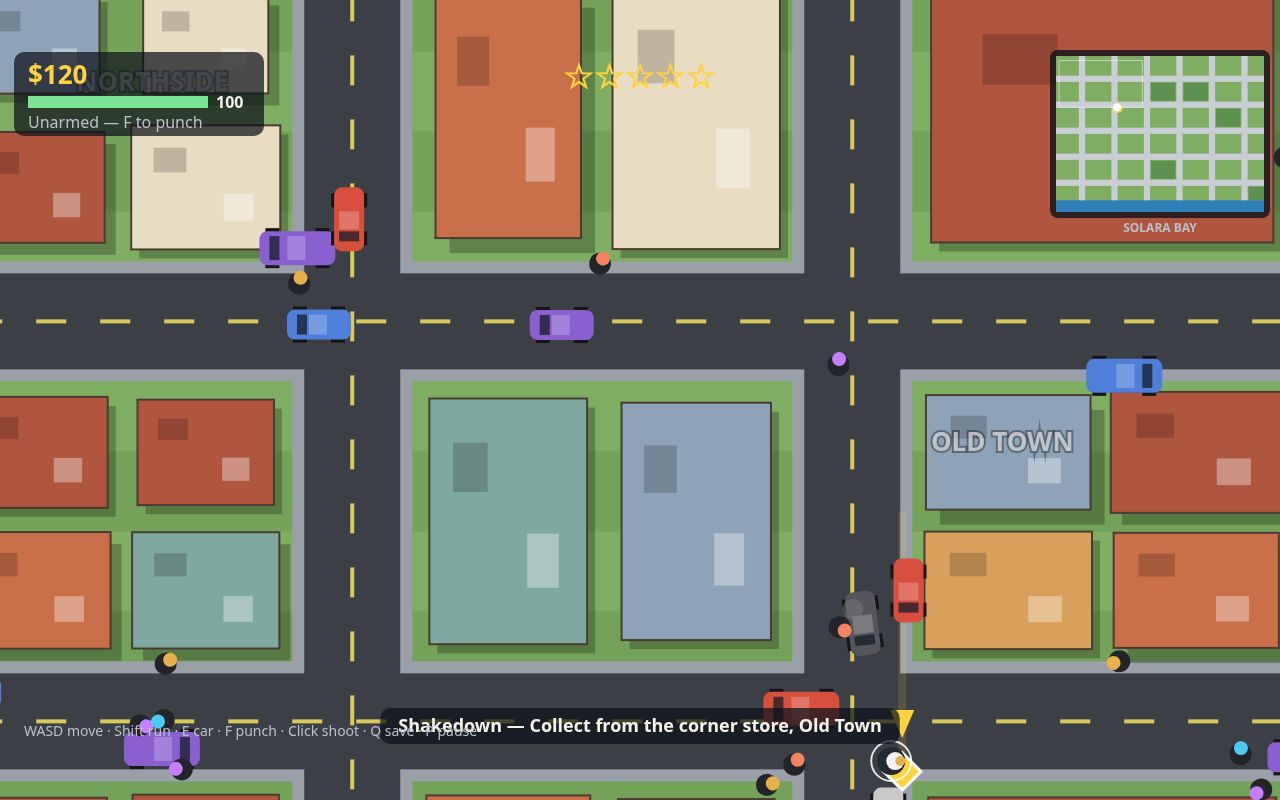 $120
NORTHSIDE
100
Unarmed — F to punch
SOLARA BAY
OLD TOWN
Shakedown — Collect from the corner store, Old Town
WASD move · Shift run · E car · F punch · Click shoot · Q save · P pause